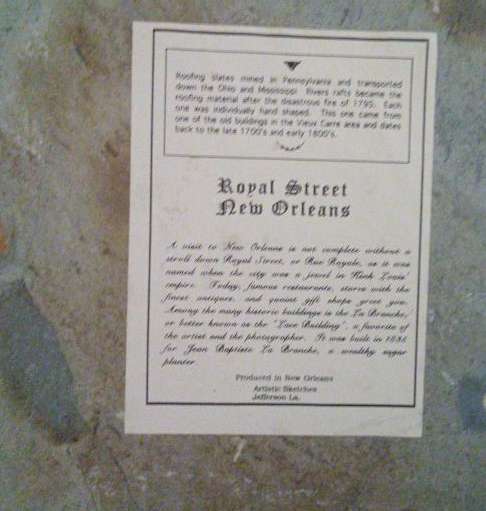 Roofing slates mined in Pennsylvania and transported
down the Ohio and Mississippi Rivers rafts became the
roofing material after the disastrous fire of 1795. Each
one was individually hand shaped. This one came from
one of the old buildings in the Vieux Carre area and dates
back to the late 1700's and early 1800's.
Royal Street
New Orleans
A visit to New Orleans is not complete without a
stroll down Royal Street, or Rue Royale, as it was
named when the city was a jewel in King Louis'
empire. Today, famous restaurants, stores with the
finest antiques, and quaint gift shops greet you.
Among the many historic buildings is the La Branche,
or better known as the "Lace Building", a favorite of
the artist and the photographer. It was built in 1835
for Jean Baptiste La Branche, a wealthy sugar
planter.
Produced in New Orleans
Artistic Sketches
Jefferson La.